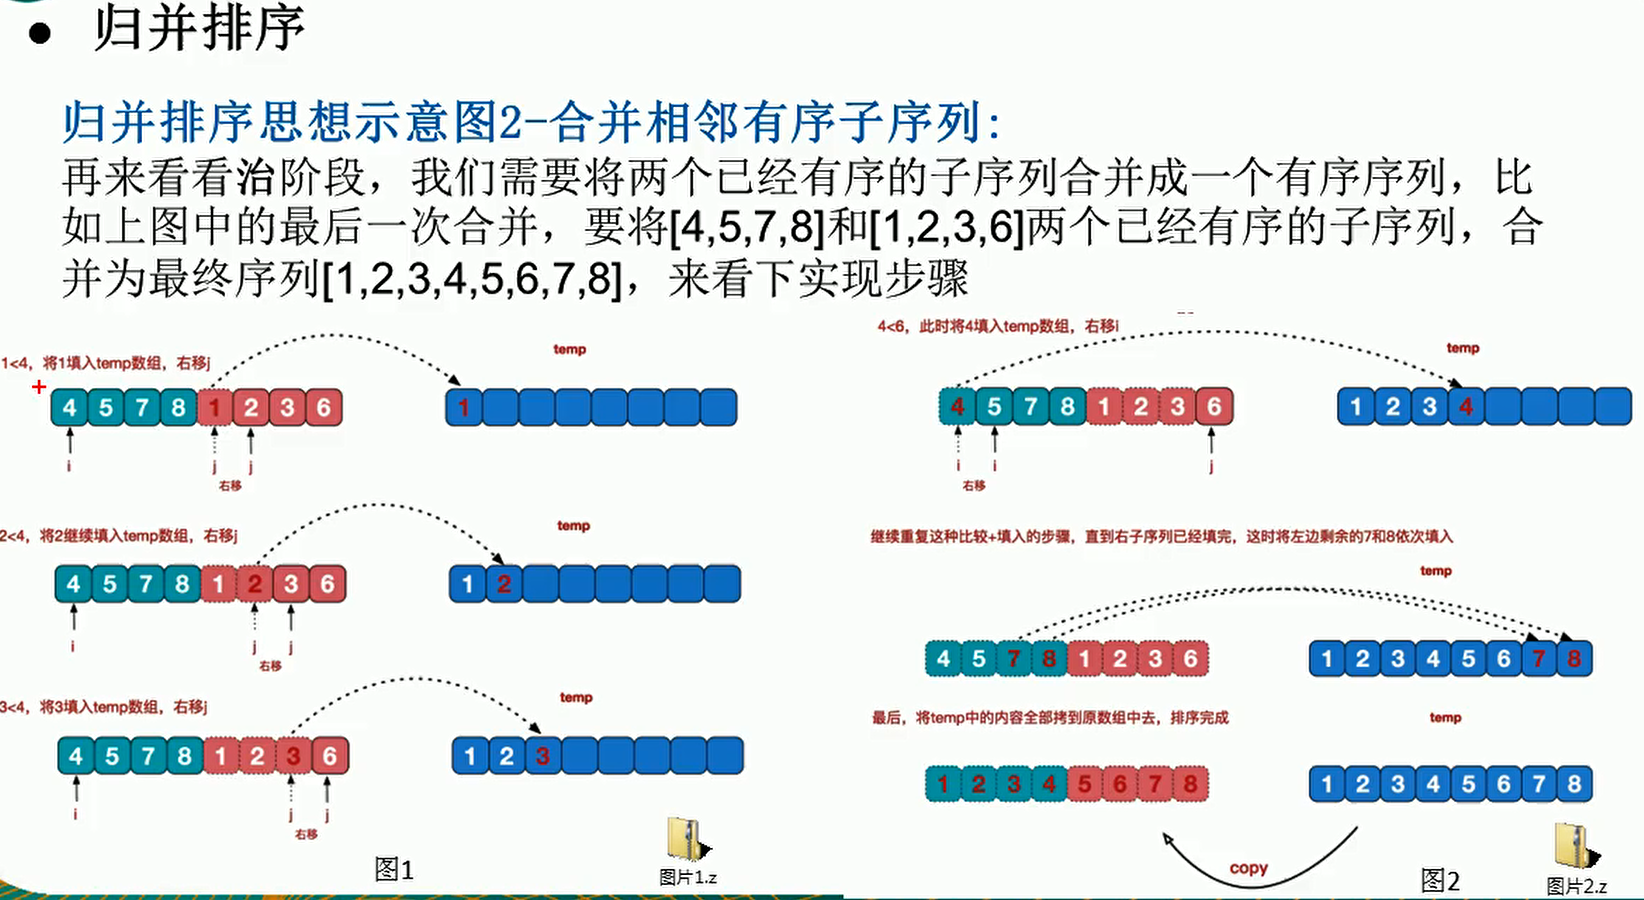 ● 归并排序
归并排序思想示意图2-合并相邻有序子序列:
再来看看治阶段，我们需要将两个已经有序的子序列合并成一个有序序列，比
如上图中的最后一次合并，要将[4,5,7,8]和[1,2,3,6]两个已经有序的子序列，合
并为最终序列[1,2,3,4,5,6,7,8]，来看下实现步骤
1<4，将1填入temp数组，右移j
temp
4 5 7 8 1 2 3 6
1
i j j
右移
2<4，将2继续填入temp数组，右移j
temp
4 5 7 8 1 2 3 6
1 2
i j j
右移
3<4，将3填入temp数组，右移j
temp
4 5 7 8 1 2 3 6
1 2 3
i j j
右移
图1
图片1.z
4<6，此时将4填入temp数组，右移i
temp
4 5 7 8 1 2 3 6
1 2 3 4
i i j
右移
继续重复这种比较+填入的步骤，直到右子序列已经填完，这时将左边剩余的7和8依次填入
temp
4 5 7 8 1 2 3 6
1 2 3 4 5 6 7 8
最后，将temp中的内容全部拷到原数组中去，排序完成
temp
1 2 3 4 5 6 7 8
1 2 3 4 5 6 7 8
copy
图2
图片2.z